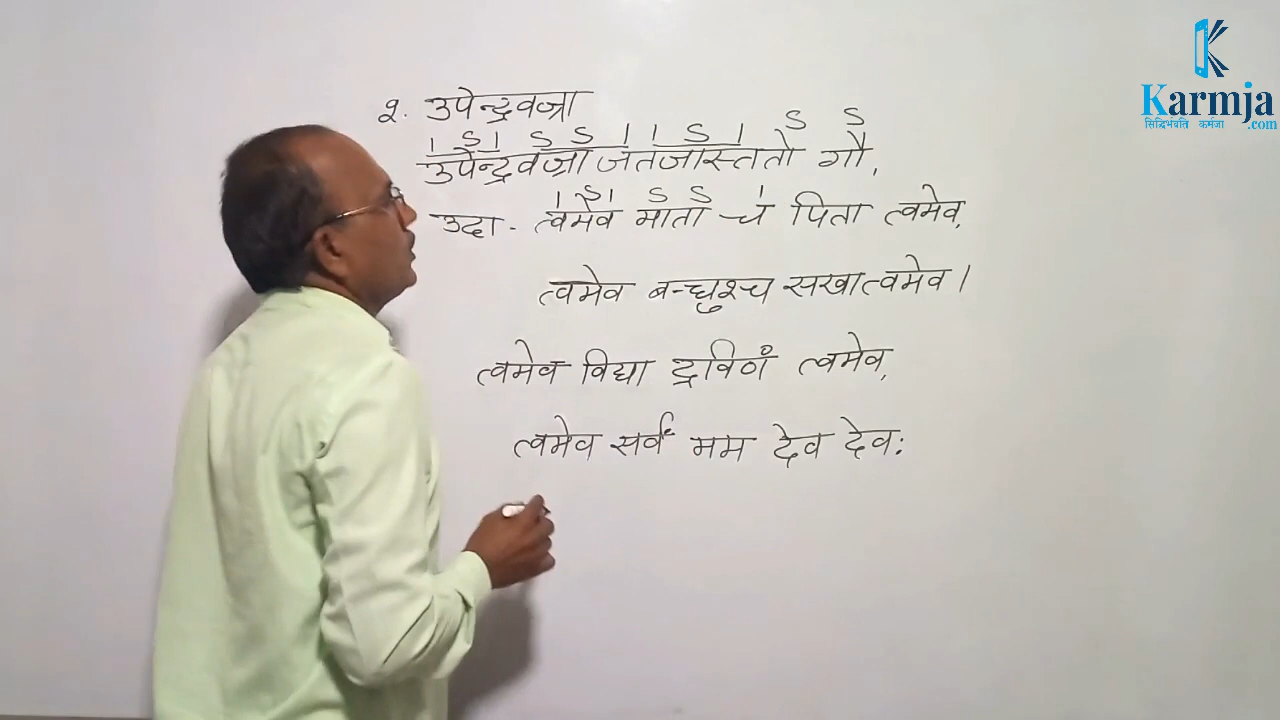 २. उपेन्द्रवज्रा
। ऽ । ऽ ऽ । । ऽ । ऽ ऽ
उपेन्द्रवज्रा जतजास्ततो गौ,
। ऽ । ऽ ऽ ।
उदा - त्वमेव माता च पिता त्वमेव,
त्वमेव बन्धुश्च सखात्वमेव।
त्वमेव विद्या द्रविणं त्वमेव,
त्वमेव सर्वं मम देव देवः
Karmja
सिद्धिर्भवति कर्मजा .com